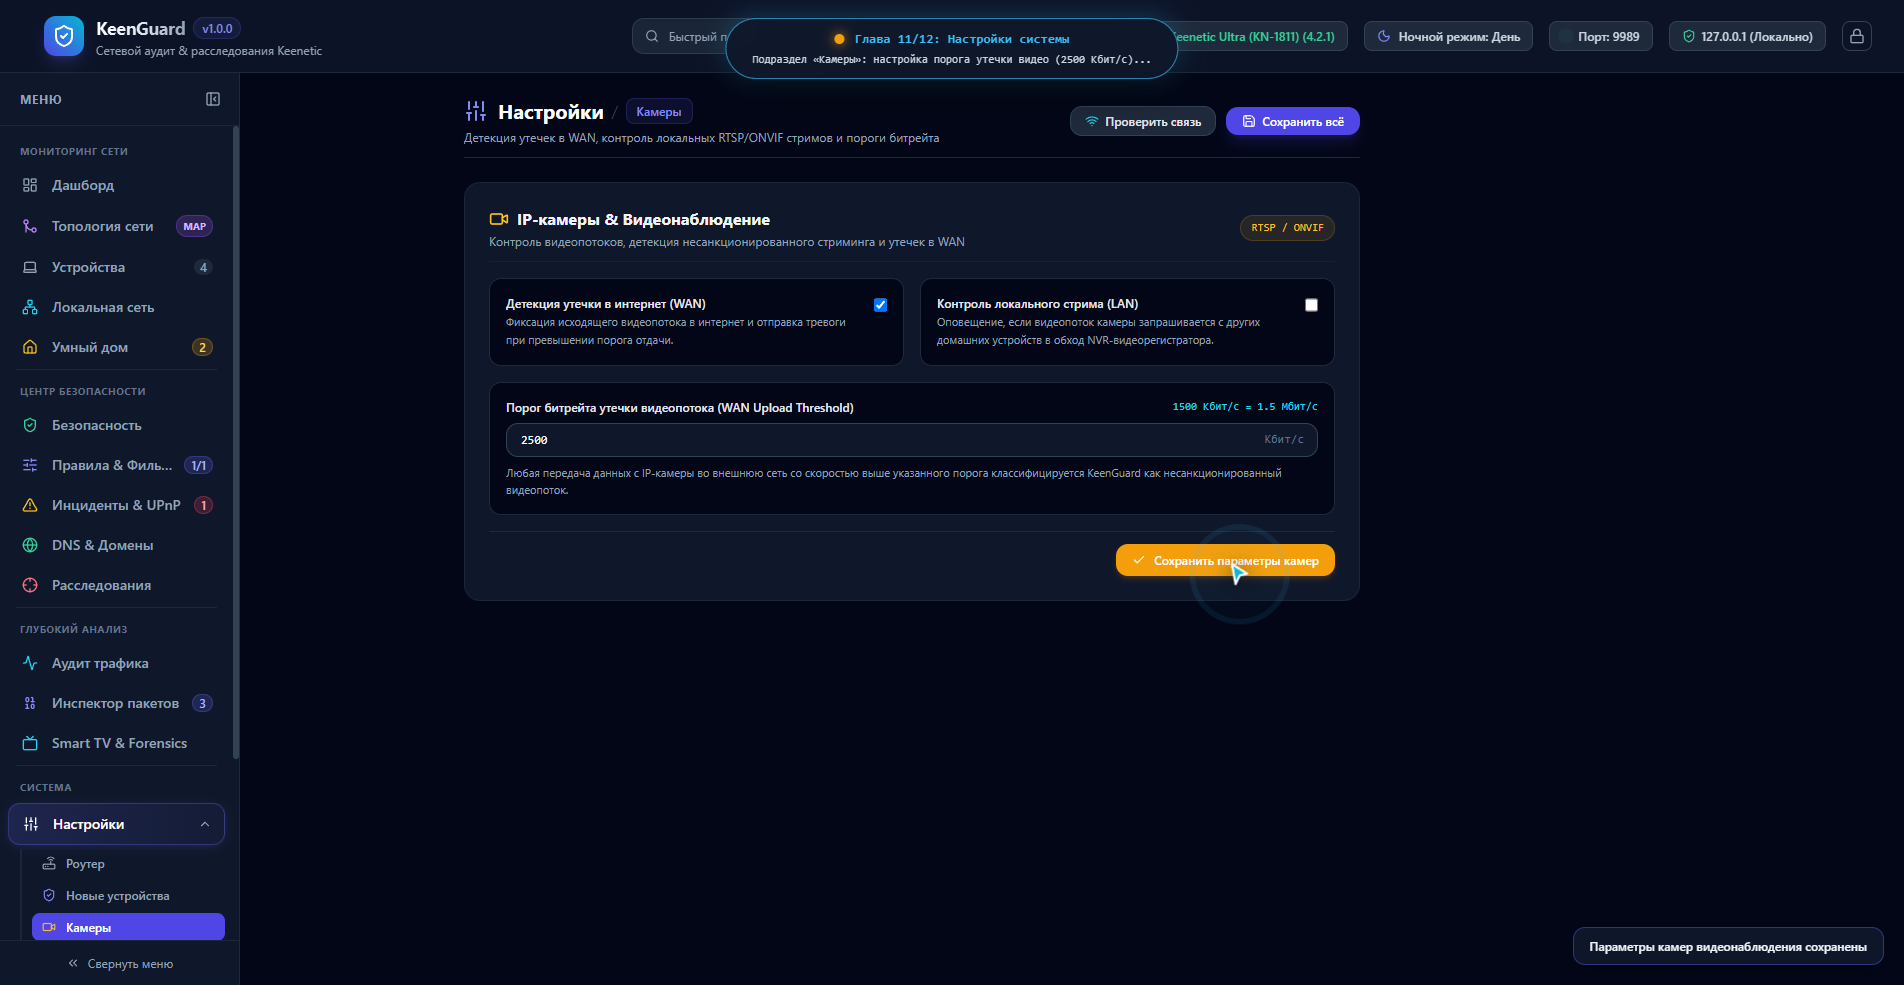 KeenGuard v1.0.0
Сетевой аудит & расследования Keenetic
Быстрый п
Глава 11/12: Настройки системы
Подраздел «Камеры»: настройка порога утечки видео (2500 Кбит/с)...
eenetic Ultra (KN-1811) (4.2.1)
Ночной режим: День
Порт: 9989
127.0.0.1 (Локально)
МЕНЮ
МОНИТОРИНГ СЕТИ
Дашборд
Топология сети MAP
Устройства 4
Локальная сеть
Умный дом 2
ЦЕНТР БЕЗОПАСНОСТИ
Безопасность
Правила & Филь... 1/1
Инциденты & UPnP 1
DNS & Домены
Расследования
ГЛУБОКИЙ АНАЛИЗ
Аудит трафика
Инспектор пакетов 3
Smart TV & Forensics
СИСТЕМА
Настройки
Роутер
Новые устройства
Камеры
« Свернуть меню
Настройки / Камеры
Детекция утечек в WAN, контроль локальных RTSP/ONVIF стримов и пороги битрейта
Проверить связь
Сохранить всё
IP-камеры & Видеонаблюдение
Контроль видеопотоков, детекция несанкционированного стриминга и утечек в WAN
RTSP / ONVIF
Детекция утечки в интернет (WAN)
Фиксация исходящего видеопотока в интернет и отправка тревоги
при превышении порога отдачи.
Контроль локального стрима (LAN)
Оповещение, если видеопоток камеры запрашивается с других
домашних устройств в обход NVR-видеорегистратора.
Порог битрейта утечки видеопотока (WAN Upload Threshold)
1500 Кбит/с = 1.5 Мбит/с
2500
Кбит/с
Любая передача данных с IP-камеры во внешнюю сеть со скоростью выше указанного порога классифицируется KeenGuard как несанкционированный
видеопоток.
Сохранить параметры камер
Параметры камер видеонаблюдения сохранены